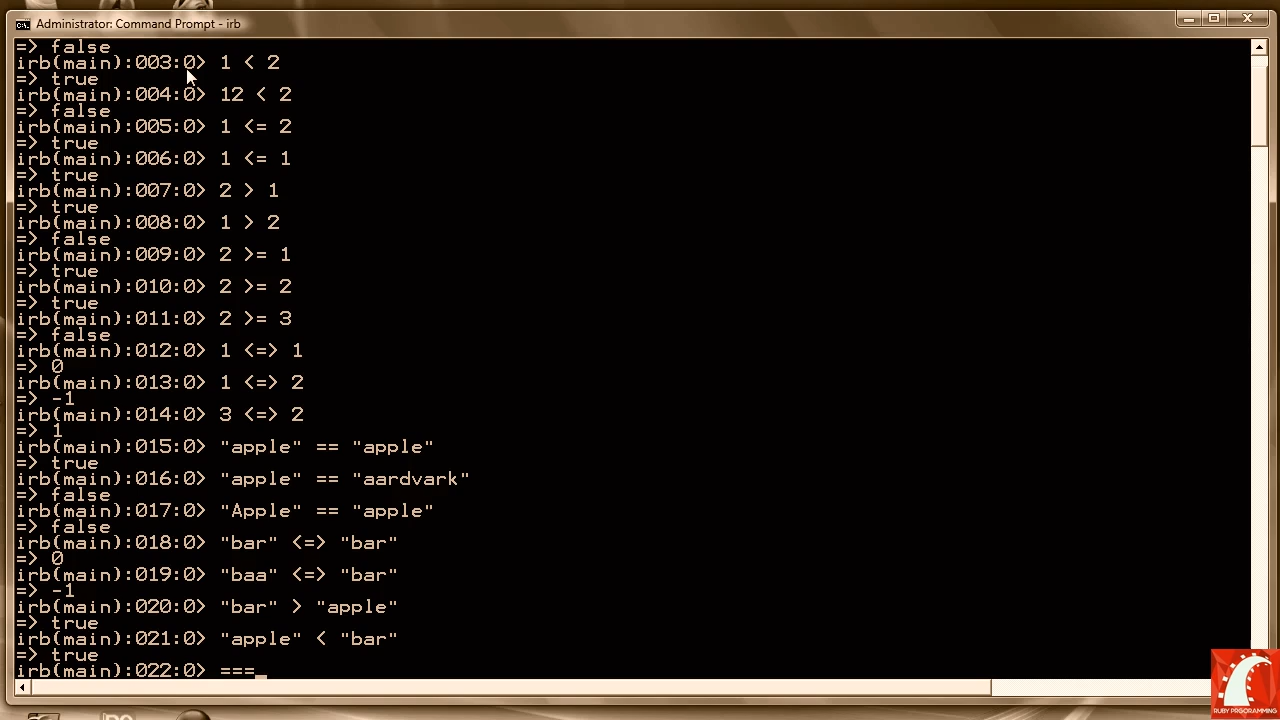 Administrator: Command Prompt - irb
=> false
irb(main):003:0> 1 < 2
=> true
irb(main):004:0> 12 < 2
=> false
irb(main):005:0> 1 <= 2
=> true
irb(main):006:0> 1 <= 1
=> true
irb(main):007:0> 2 > 1
=> true
irb(main):008:0> 1 > 2
=> false
irb(main):009:0> 2 >= 1
=> true
irb(main):010:0> 2 >= 2
=> true
irb(main):011:0> 2 >= 3
=> false
irb(main):012:0> 1 <=> 1
=> 0
irb(main):013:0> 1 <=> 2
=> -1
irb(main):014:0> 3 <=> 2
=> 1
irb(main):015:0> "apple" == "apple"
=> true
irb(main):016:0> "apple" == "aardvark"
=> false
irb(main):017:0> "Apple" == "apple"
=> false
irb(main):018:0> "bar" <=> "bar"
=> 0
irb(main):019:0> "baa" <=> "bar"
=> -1
irb(main):020:0> "bar" > "apple"
=> true
irb(main):021:0> "apple" < "bar"
=> true
irb(main):022:0> ===_
RUBY PRGORAMMING